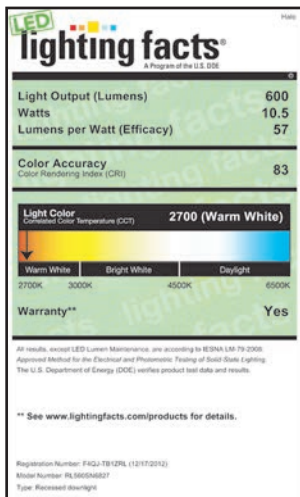 Halo
LED
lighting facts®
A Program of the U.S. DOE
®
Light Output (Lumens) 600
Watts 10.5
Lumens per Watt (Efficacy) 57
Color Accuracy
Color Rendering Index (CRI) 83
Light Color
Correlated Color Temperature (CCT) 2700 (Warm White)
Warm White Bright White Daylight
2700K 3000K 4500K 6500K
Warranty** Yes
All results, except LED Lumen Maintenance, are according to IESNA LM-79-2008:
Approved Method for the Electrical and Photometric Testing of Solid-State Lighting.
The U.S. Department of Energy (DOE) verifies product test data and results.
** See www.lightingfacts.com/products for details.
Registration Number: F4GJ-TB1ZRL (12/17/2012)
Model Number: RL560SN6827
Type: Recessed downlight